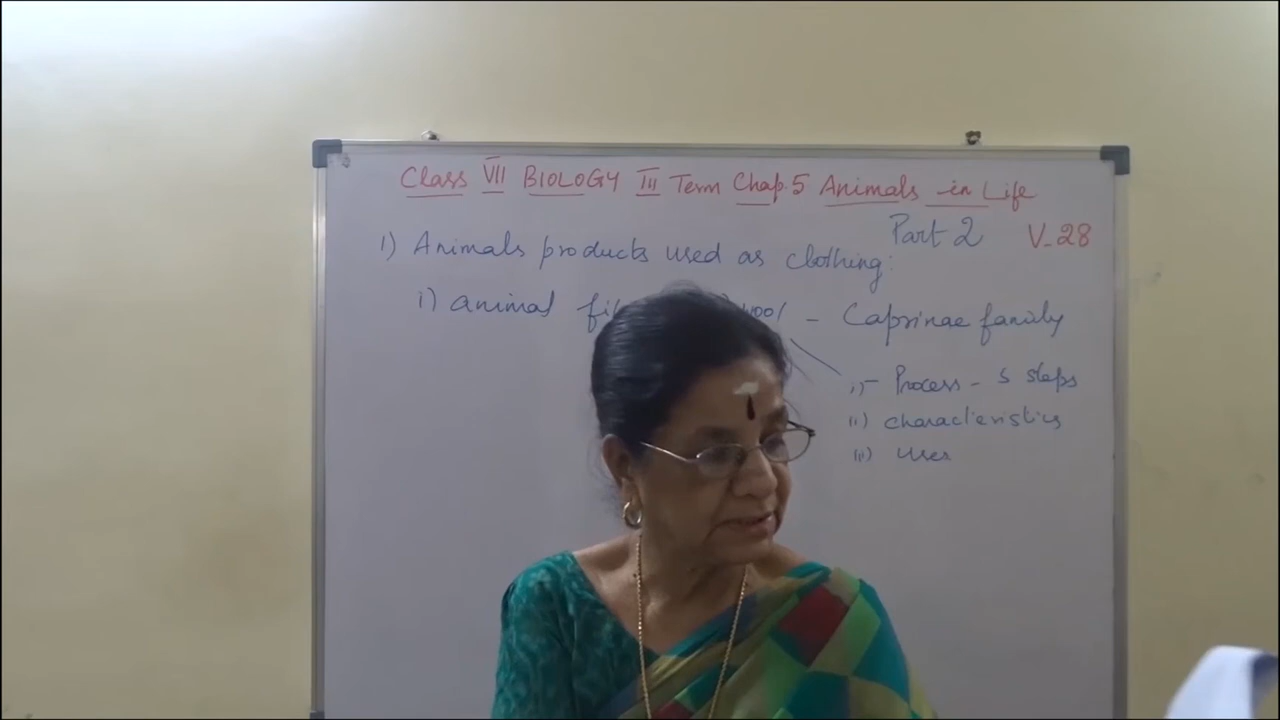 Class VII BIOLOGY III Term Chap.5 Animals in Life
Part 2 V-28
1) Animals products used as clothing:
i) animal wool - Caprinae family
i) - Process - 5 steps
ii) characteristics
iii) Uses